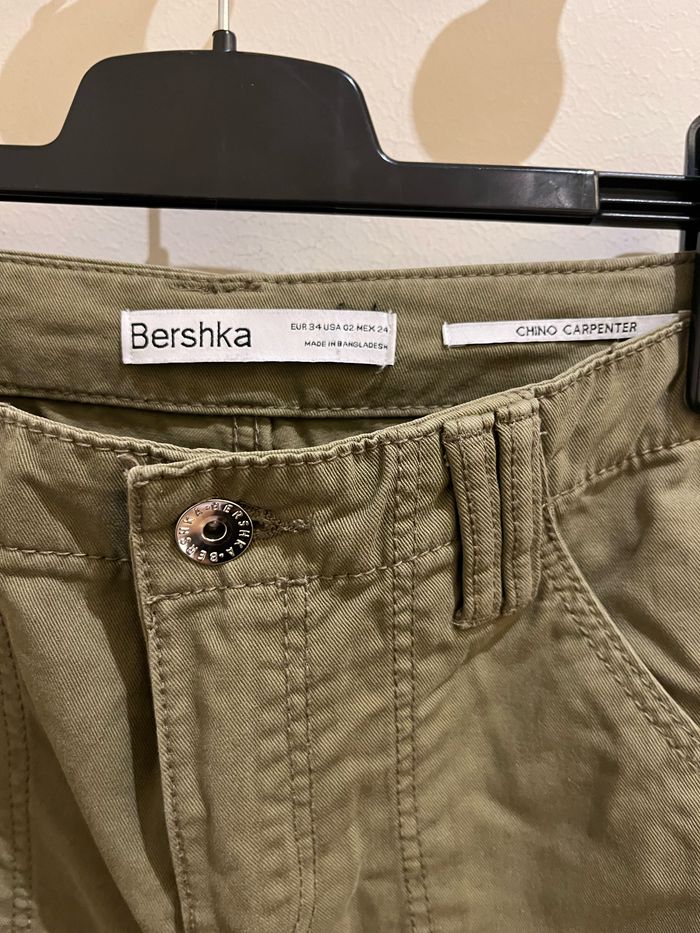 Bershka
EUR 34 USA 02 MEX 24
MADE IN BANGLADESH
CHINO CARPENTER
BERSHKA•BERSHKA•